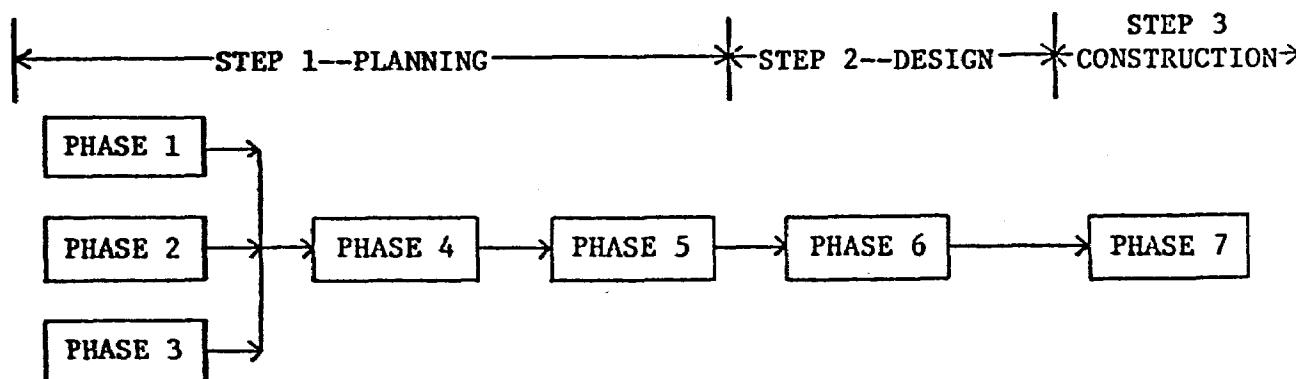 STEP 1--PLANNING
STEP 2--DESIGN
STEP 3
CONSTRUCTION
PHASE 1
PHASE 2
PHASE 4
PHASE 5
PHASE 6
PHASE 7
PHASE 3